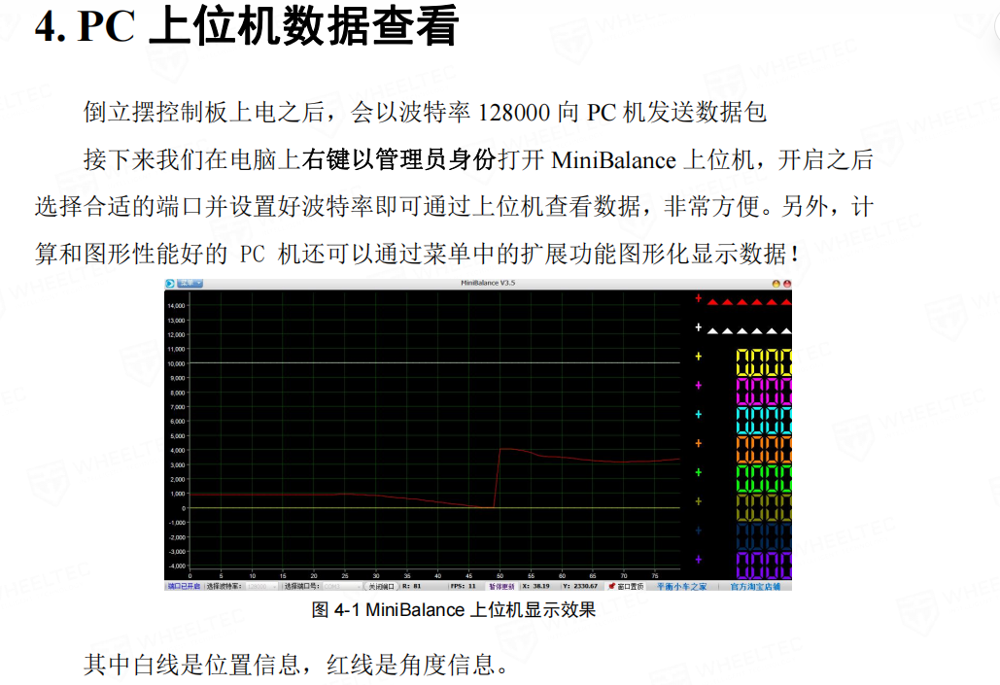 4. PC 上位机数据查看
倒立摆控制板上电之后，会以波特率 128000 向 PC 机发送数据包
接下来我们在电脑上右键以管理员身份打开 MiniBalance 上位机，开启之后
选择合适的端口并设置好波特率即可通过上位机查看数据，非常方便。另外，计
算和图形性能好的 PC 机还可以通过菜单中的扩展功能图形化显示数据！
MiniBalance V3.5
14,000
13,000
12,000
11,000
10,000
9,000
8,000
7,000
6,000
5,000
4,000
3,000
2,000
1,000
0
-1,000
-2,000
-3,000
-4,000
0 5 10 15 20 25 30 35 40 45 50 55 60 65 70 75
端口已开启 选择波特率: 128000 选择端口号: COM1 关闭端口 R: 81 FPS: 11 暂停更新 X: 38.19 Y: 2330.67 窗口置顶 平衡小车之家 官方淘宝店铺
图 4-1 MiniBalance 上位机显示效果
其中白线是位置信息，红线是角度信息。
WHEELTEC